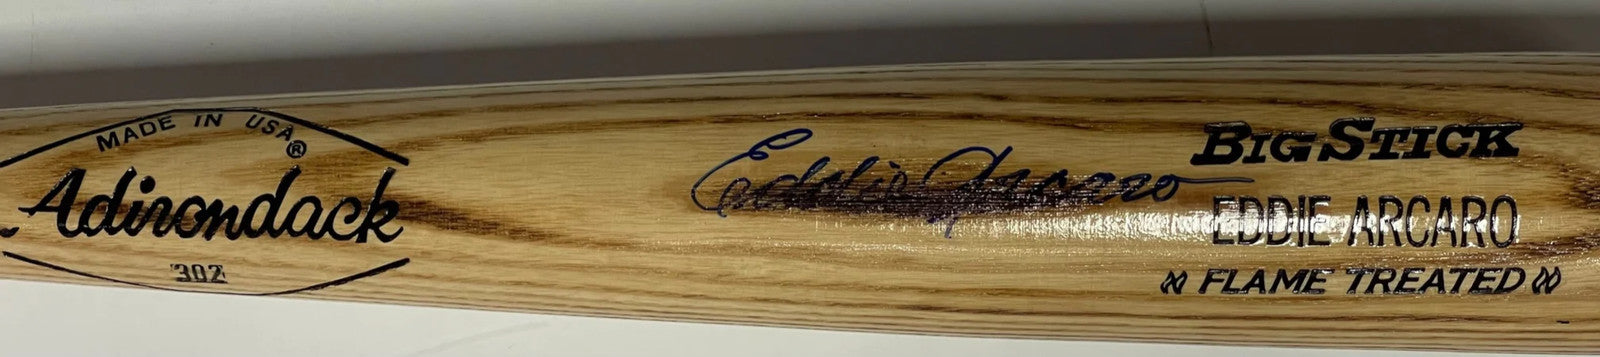 MADE IN USA®
Adirondack
302
Eddie Arcaro
BIG STICK
EDDIE ARCARO
FLAME TREATED